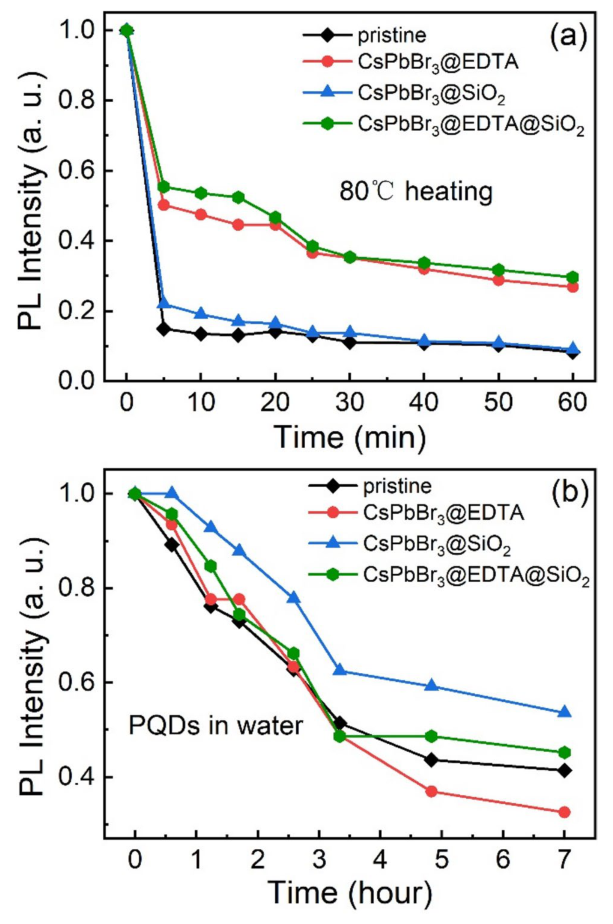 (a)
pristine
CsPbBr₃@EDTA
CsPbBr₃@SiO₂
CsPbBr₃@EDTA@SiO₂
80℃ heating
PL Intensity (a. u.)
1.0
0.8
0.6
0.4
0.2
0.0
0 10 20 30 40 50 60
Time (min)
(b)
pristine
CsPbBr₃@EDTA
CsPbBr₃@SiO₂
CsPbBr₃@EDTA@SiO₂
PQDs in water
PL Intensity (a. u.)
1.0
0.8
0.6
0.4
0 1 2 3 4 5 6 7
Time (hour)